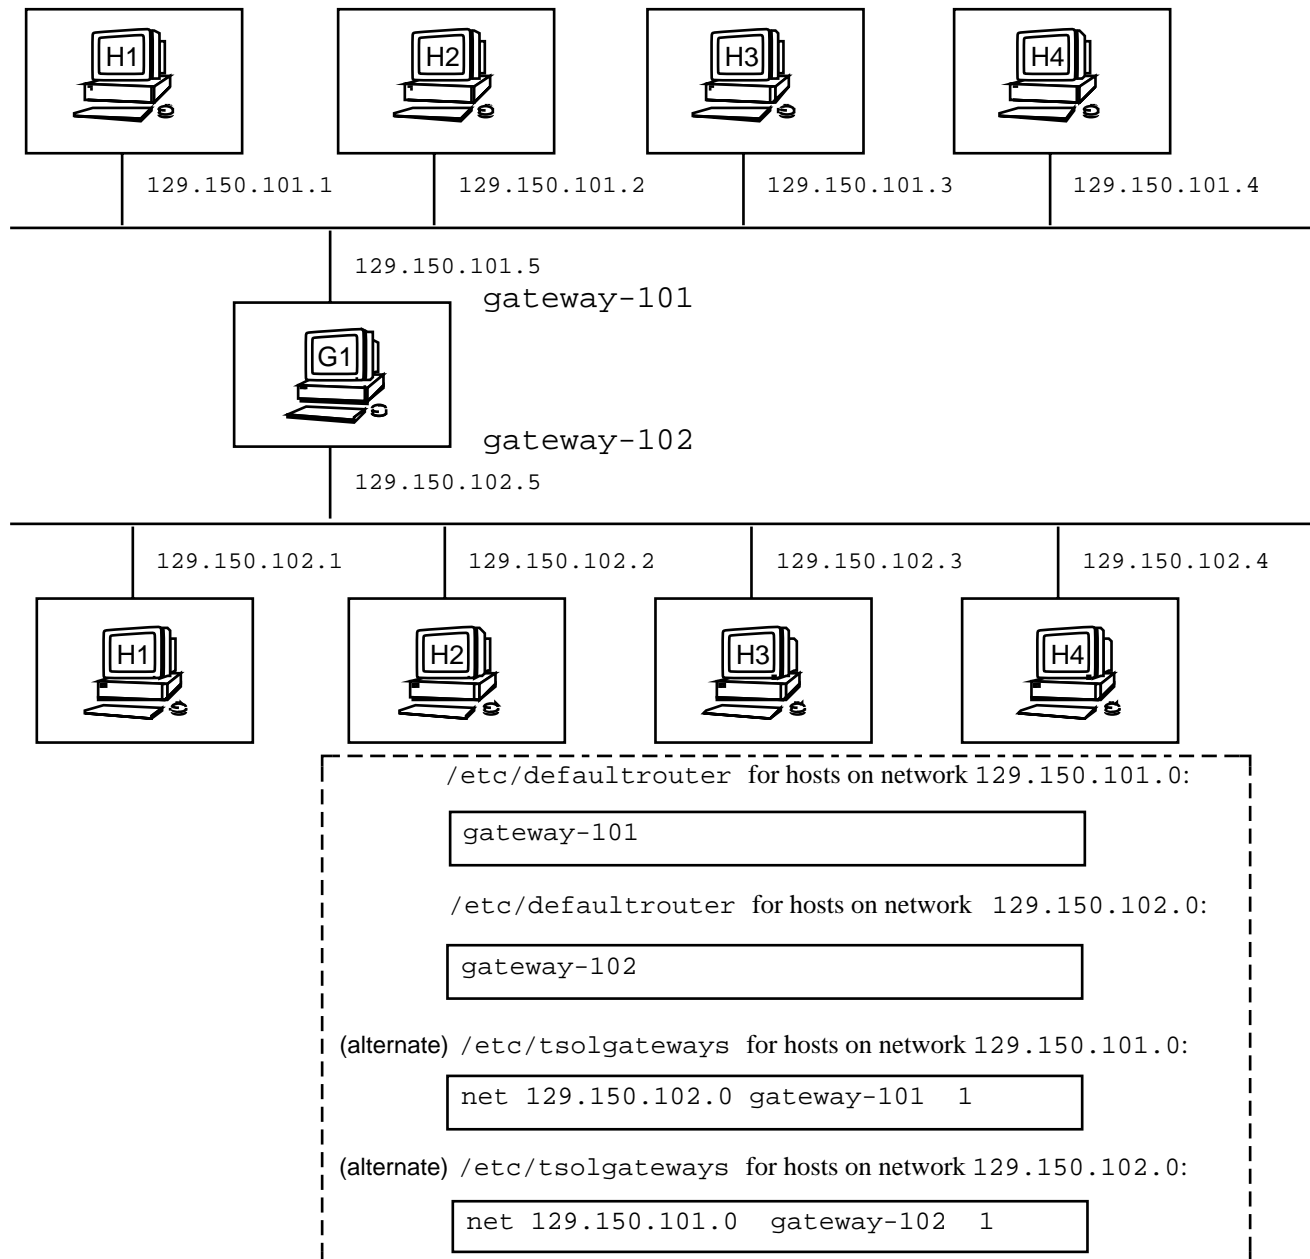 H1 H2 H3 H4
129.150.101.1 129.150.101.2 129.150.101.3 129.150.101.4
129.150.101.5
gateway-101
G1
gateway-102
129.150.102.5
129.150.102.1 129.150.102.2 129.150.102.3 129.150.102.4
H1 H2 H3 H4
/etc/defaultrouter for hosts on network 129.150.101.0:
gateway-101
/etc/defaultrouter for hosts on network 129.150.102.0:
gateway-102
(alternate) /etc/tsolgateways for hosts on network 129.150.101.0:
net 129.150.102.0 gateway-101 1
(alternate) /etc/tsolgateways for hosts on network 129.150.102.0:
net 129.150.101.0 gateway-102 1